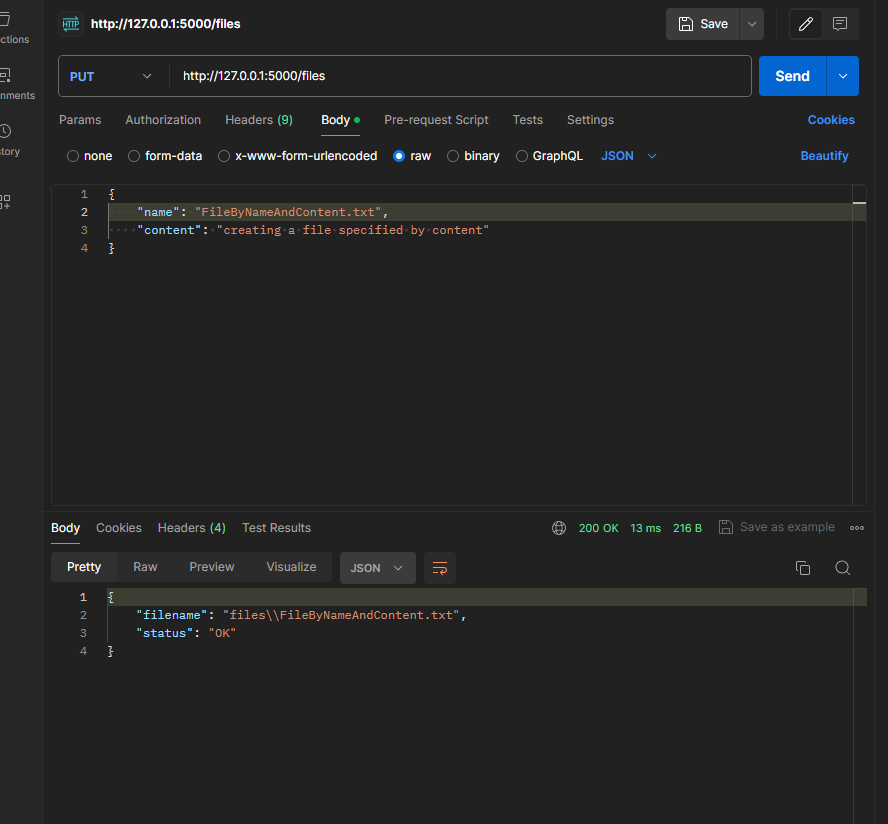 HTTP http://127.0.0.1:5000/files Save
ctions
PUT http://127.0.0.1:5000/files Send
nments
Params Authorization Headers (9) Body Pre-request Script Tests Settings Cookies
tory
none form-data x-www-form-urlencoded raw binary GraphQL JSON Beautify
1 {
2 "name": "FileByNameAndContent.txt",
3 "content": "creating a file specified by content"
4 }
Body Cookies Headers (4) Test Results 200 OK 13 ms 216 B Save as example
Pretty Raw Preview Visualize JSON
1 {
2 "filename": "files\\FileByNameAndContent.txt",
3 "status": "OK"
4 }